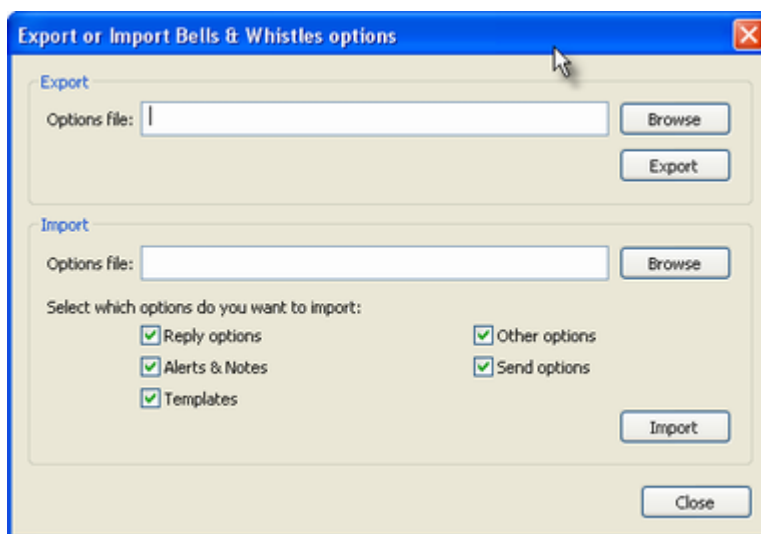 Export or Import Bells & Whistles options
Export
Options file:
Browse
Export
Import
Options file:
Browse
Select which options do you want to import:
Reply options
Other options
Alerts & Notes
Send options
Templates
Import
Close